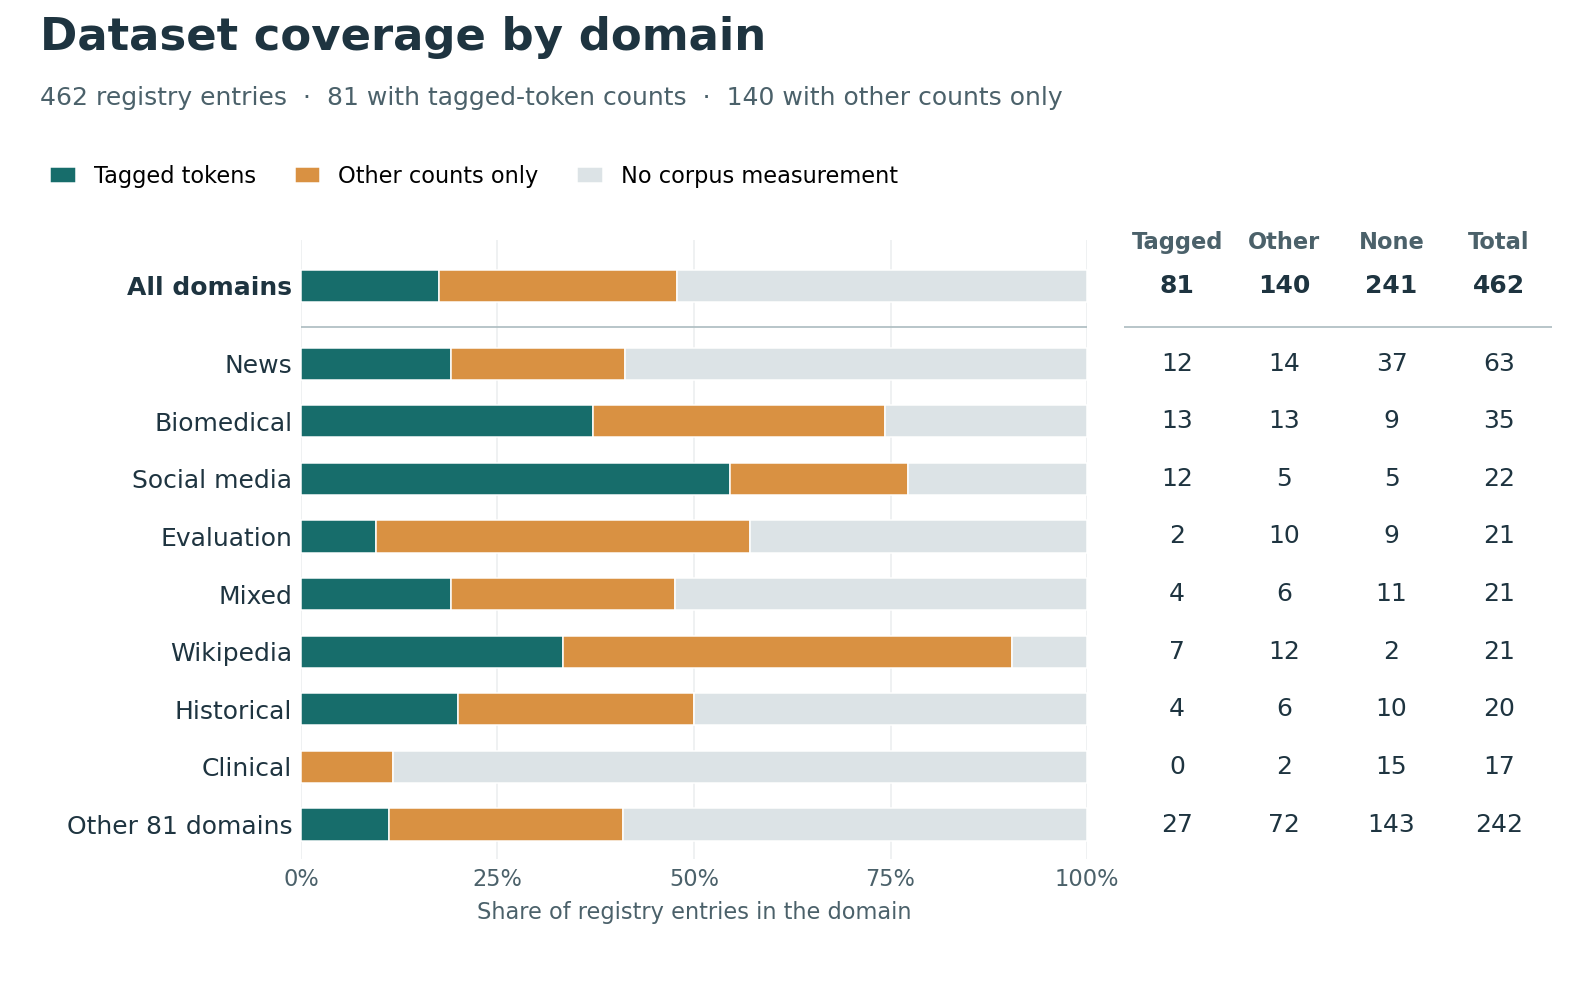 Dataset coverage by domain
462 registry entries · 81 with tagged-token counts · 140 with other counts only
Tagged tokens Other counts only No corpus measurement
Tagged Other None Total
All domains 81 140 241 462
News 12 14 37 63
Biomedical 13 13 9 35
Social media 12 5 5 22
Evaluation 2 10 9 21
Mixed 4 6 11 21
Wikipedia 7 12 2 21
Historical 4 6 10 20
Clinical 0 2 15 17
Other 81 domains 27 72 143 242
0% 25% 50% 75% 100%
Share of registry entries in the domain